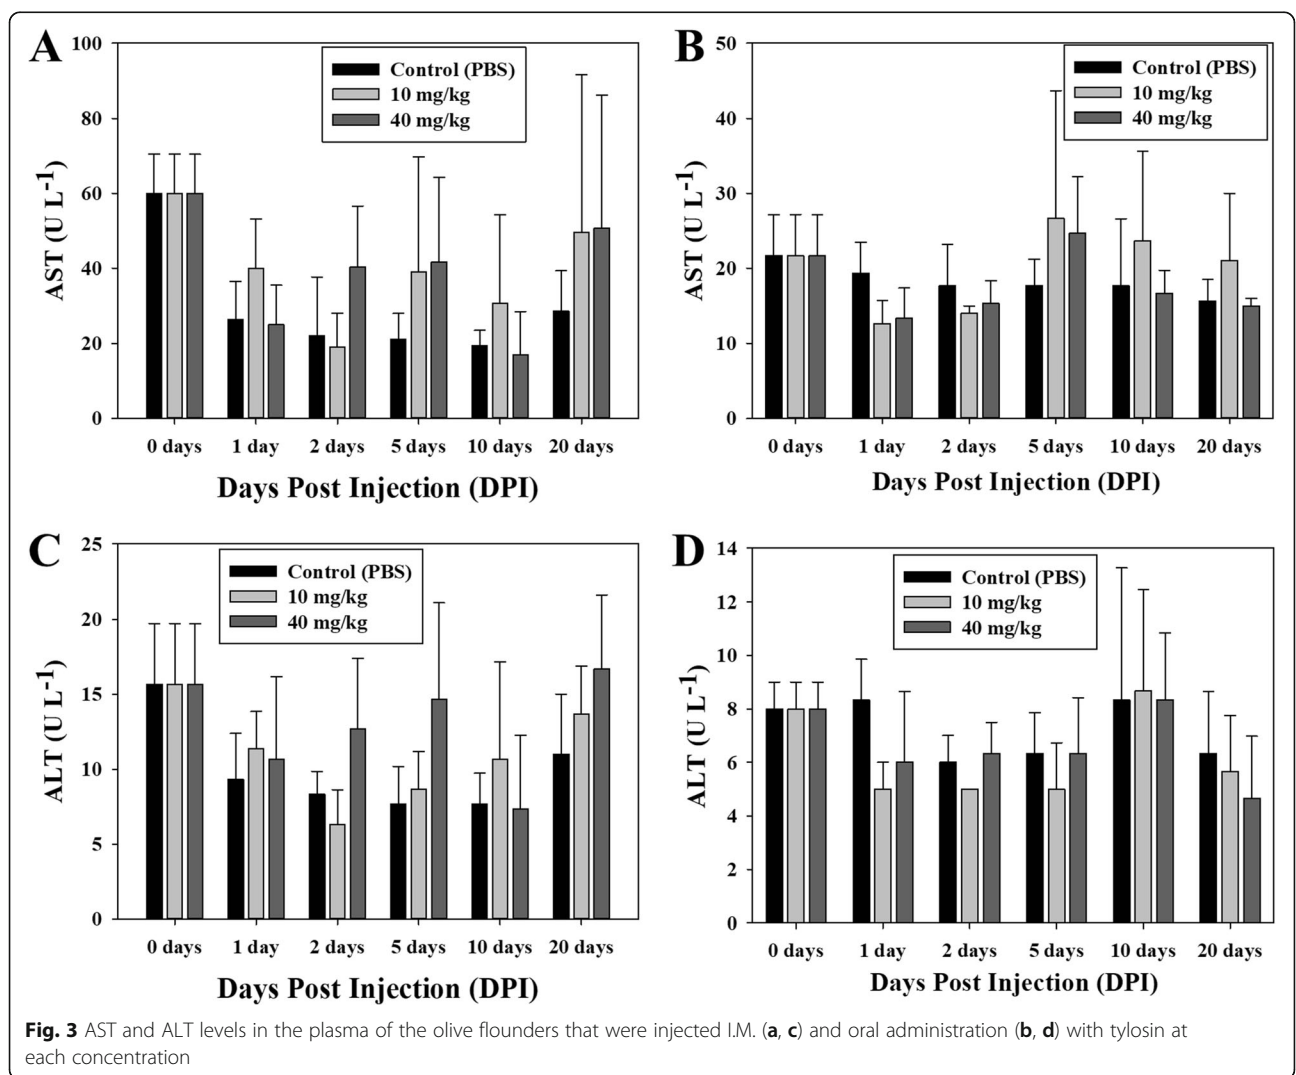 A
100
80
60
40
20
0
AST (U L-1)
Control (PBS)
10 mg/kg
40 mg/kg
0 days 1 day 2 days 5 days 10 days 20 days
Days Post Injection (DPI)
B
50
40
30
20
10
0
AST (U L-1)
Control (PBS)
10 mg/kg
40 mg/kg
0 days 1 day 2 days 5 days 10 days 20 days
Days Post Injection (DPI)
C
25
20
15
10
5
0
ALT (U L-1)
Control (PBS)
10 mg/kg
40 mg/kg
0 days 1 day 2 days 5 days 10 days 20 days
Days Post Injection (DPI)
D
14
12
10
8
6
4
2
0
ALT (U L-1)
Control (PBS)
10 mg/kg
40 mg/kg
0 days 1 day 2 days 5 days 10 days 20 days
Days Post Injection (DPI)
Fig. 3 AST and ALT levels in the plasma of the olive flounders that were injected I.M. (a, c) and oral administration (b, d) with tylosin at
each concentration